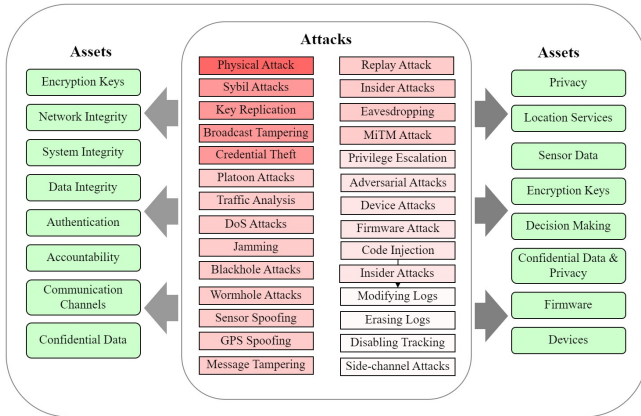 Assets
Encryption Keys
Network Integrity
System Integrity
Data Integrity
Authentication
Accountability
Communication
Channels
Confidential Data
Attacks
Physical Attack
Sybil Attacks
Key Replication
Broadcast Tampering
Credential Theft
Platoon Attacks
Traffic Analysis
DoS Attacks
Jamming
Blackhole Attacks
Wormhole Attacks
Sensor Spoofing
GPS Spoofing
Message Tampering
Replay Attack
Insider Attacks
Eavesdropping
MiTM Attack
Privilege Escalation
Adversarial Attacks
Device Attacks
Firmware Attack
Code Injection
Insider Attacks
Modifying Logs
Erasing Logs
Disabling Tracking
Side-channel Attacks
Assets
Privacy
Location Services
Sensor Data
Encryption Keys
Decision Making
Confidential Data &
Privacy
Firmware
Devices